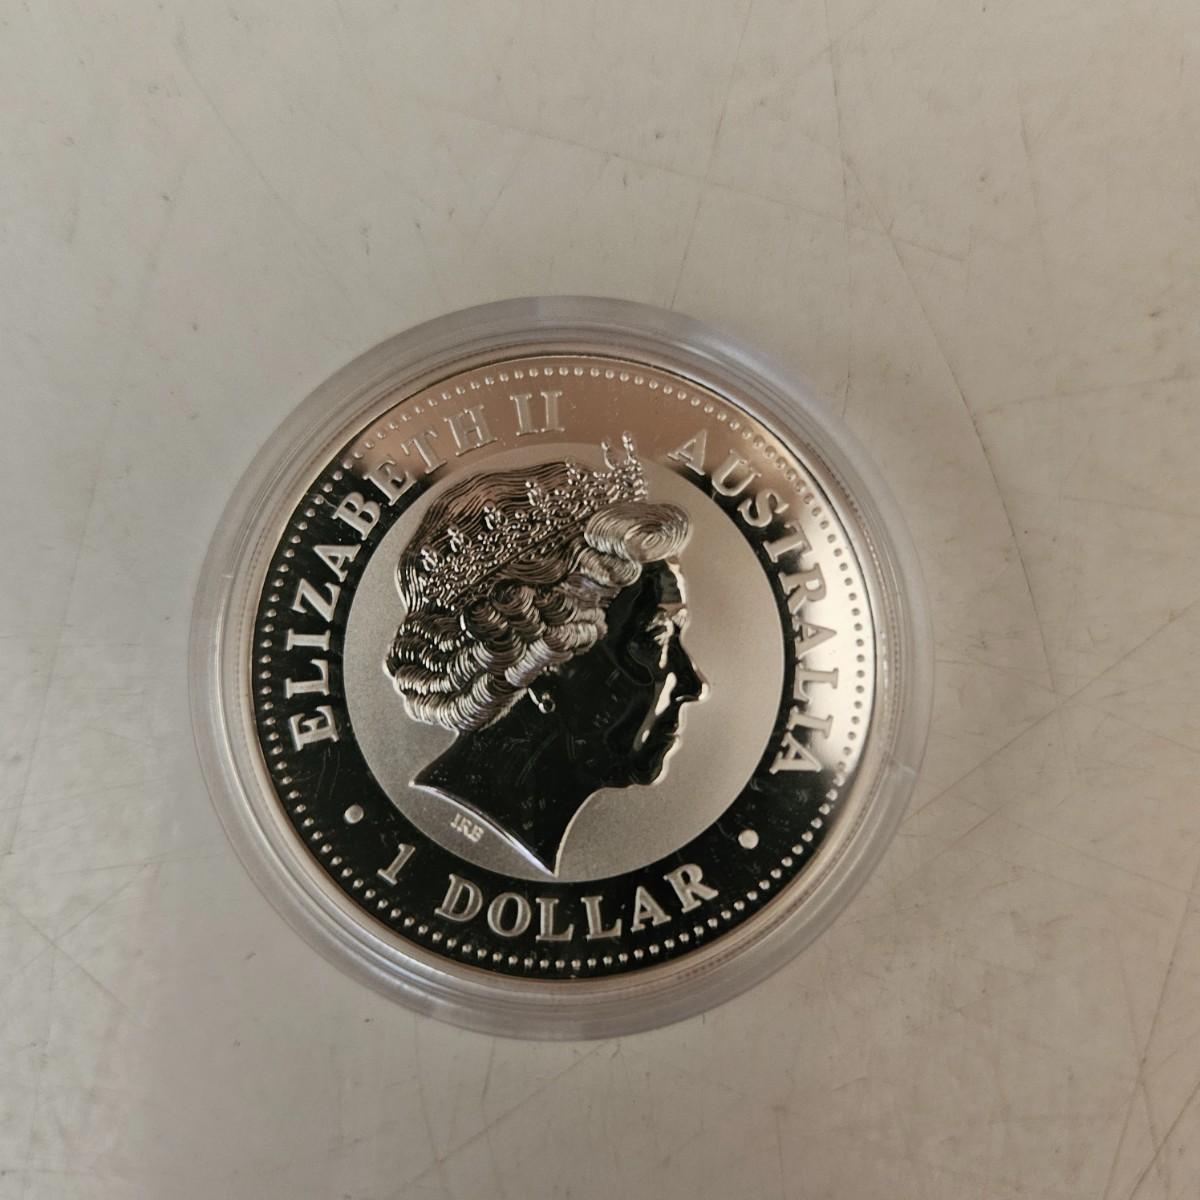 ELIZABETH II
AUSTRALIA
1 DOLLAR
IRB